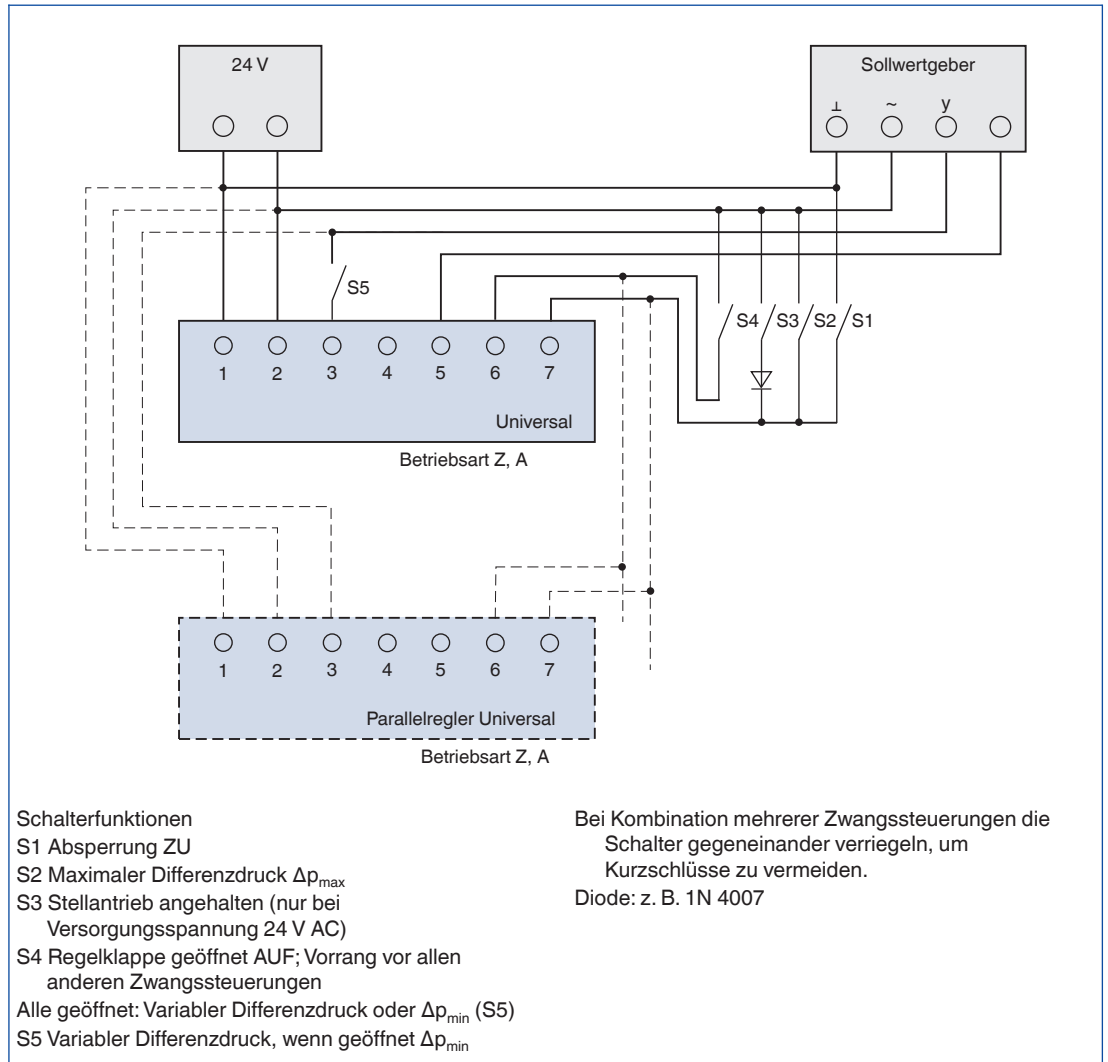 24 V
Sollwertgeber
⊥ ~ y
S5
S4 S3 S2 S1
1 2 3 4 5 6 7
Universal
Betriebsart Z, A
1 2 3 4 5 6 7
Parallelregler Universal
Betriebsart Z, A
Schalterfunktionen
S1 Absperrung ZU
S2 Maximaler Differenzdruck Δpmax
S3 Stellantrieb angehalten (nur bei
Versorgungsspannung 24 V AC)
S4 Regelklappe geöffnet AUF; Vorrang vor allen
anderen Zwangssteuerungen
Alle geöffnet: Variabler Differenzdruck oder Δpmin (S5)
S5 Variabler Differenzdruck, wenn geöffnet Δpmin
Bei Kombination mehrerer Zwangssteuerungen die
Schalter gegeneinander verriegeln, um
Kurzschlüsse zu vermeiden.
Diode: z. B. 1N 4007